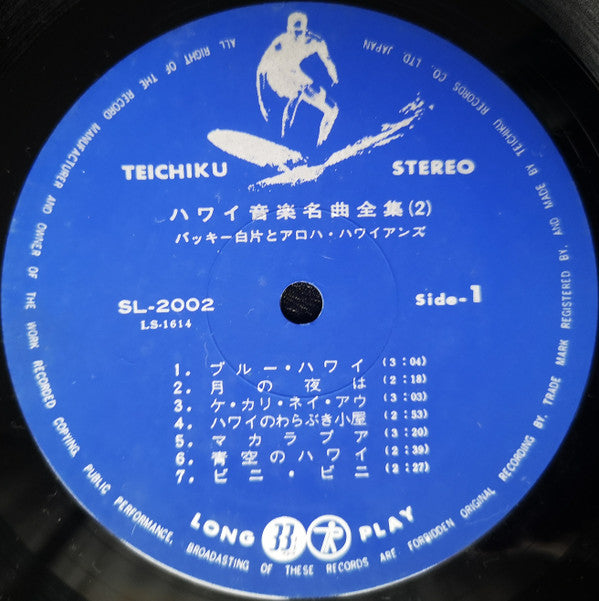 TEICHIKU STEREO
ハワイ音楽名曲全集(2)
バッキー白片とアロハ・ハワイアンズ
SL-2002 Side-1
LS-1614
1. ブルー・ハワイ (3:04)
2. 月の夜は (2:18)
3. ケ・カリ・ネイ・アウ (3:03)
4. ハワイのわらぶき小屋 (2:53)
5. マカラプア (3:20)
6. 青空のハワイ (2:39)
7. ピニ・ピニ (2:27)
LONG PLAY
ALL RIGHT OF THE RECORD MANUFACTURER AND OWNER OF THE WORK RECORDED COPYING, PUBLIC PERFORMANCE, BROADASTING OF THESE RECORDS ARE FORBIDDEN ORIGINAL RECORDING BY, TRADE MARK REGISTERED BY, AND MADE BY TEICHIKU RECORDS CO., LTD JAPAN